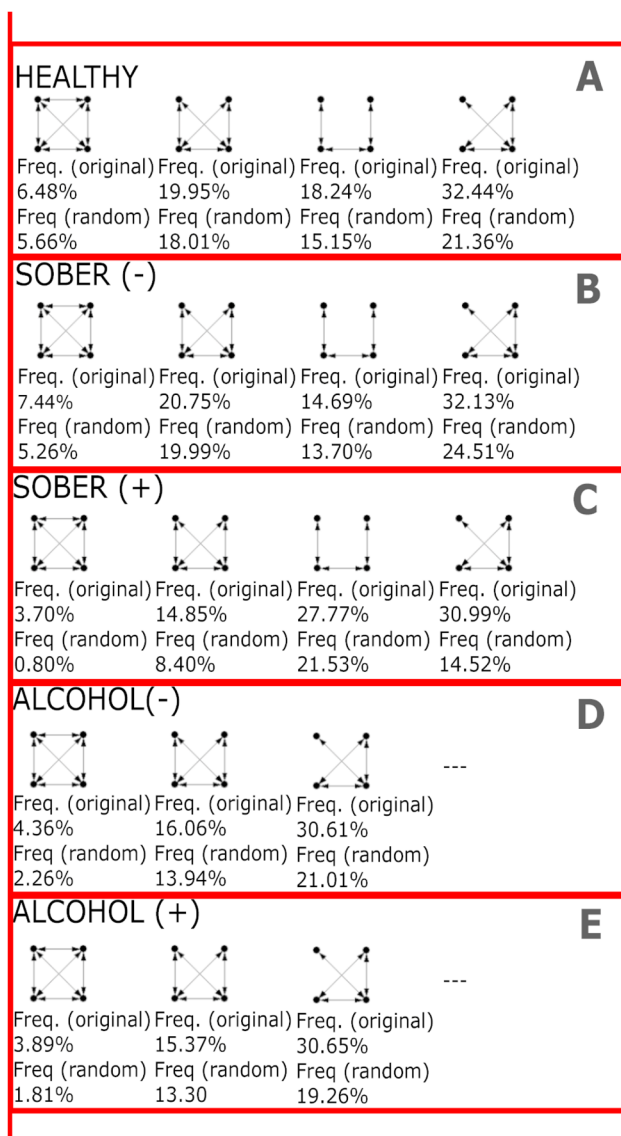 HEALTHY A
Freq. (original) Freq. (original) Freq. (original) Freq. (original)
6.48% 19.95% 18.24% 32.44%
Freq (random) Freq (random) Freq (random) Freq (random)
5.66% 18.01% 15.15% 21.36%
SOBER (-) B
Freq. (original) Freq. (original) Freq. (original) Freq. (original)
7.44% 20.75% 14.69% 32.13%
Freq (random) Freq (random) Freq (random) Freq (random)
5.26% 19.99% 13.70% 24.51%
SOBER (+) C
Freq. (original) Freq. (original) Freq. (original) Freq. (original)
3.70% 14.85% 27.77% 30.99%
Freq (random) Freq (random) Freq (random) Freq (random)
0.80% 8.40% 21.53% 14.52%
ALCOHOL(-) D
---
Freq. (original) Freq. (original) Freq. (original)
4.36% 16.06% 30.61%
Freq (random) Freq (random) Freq (random)
2.26% 13.94% 21.01%
ALCOHOL (+) E
---
Freq. (original) Freq. (original) Freq. (original)
3.89% 15.37% 30.65%
Freq (random) Freq (random) Freq (random)
1.81% 13.30 19.26%